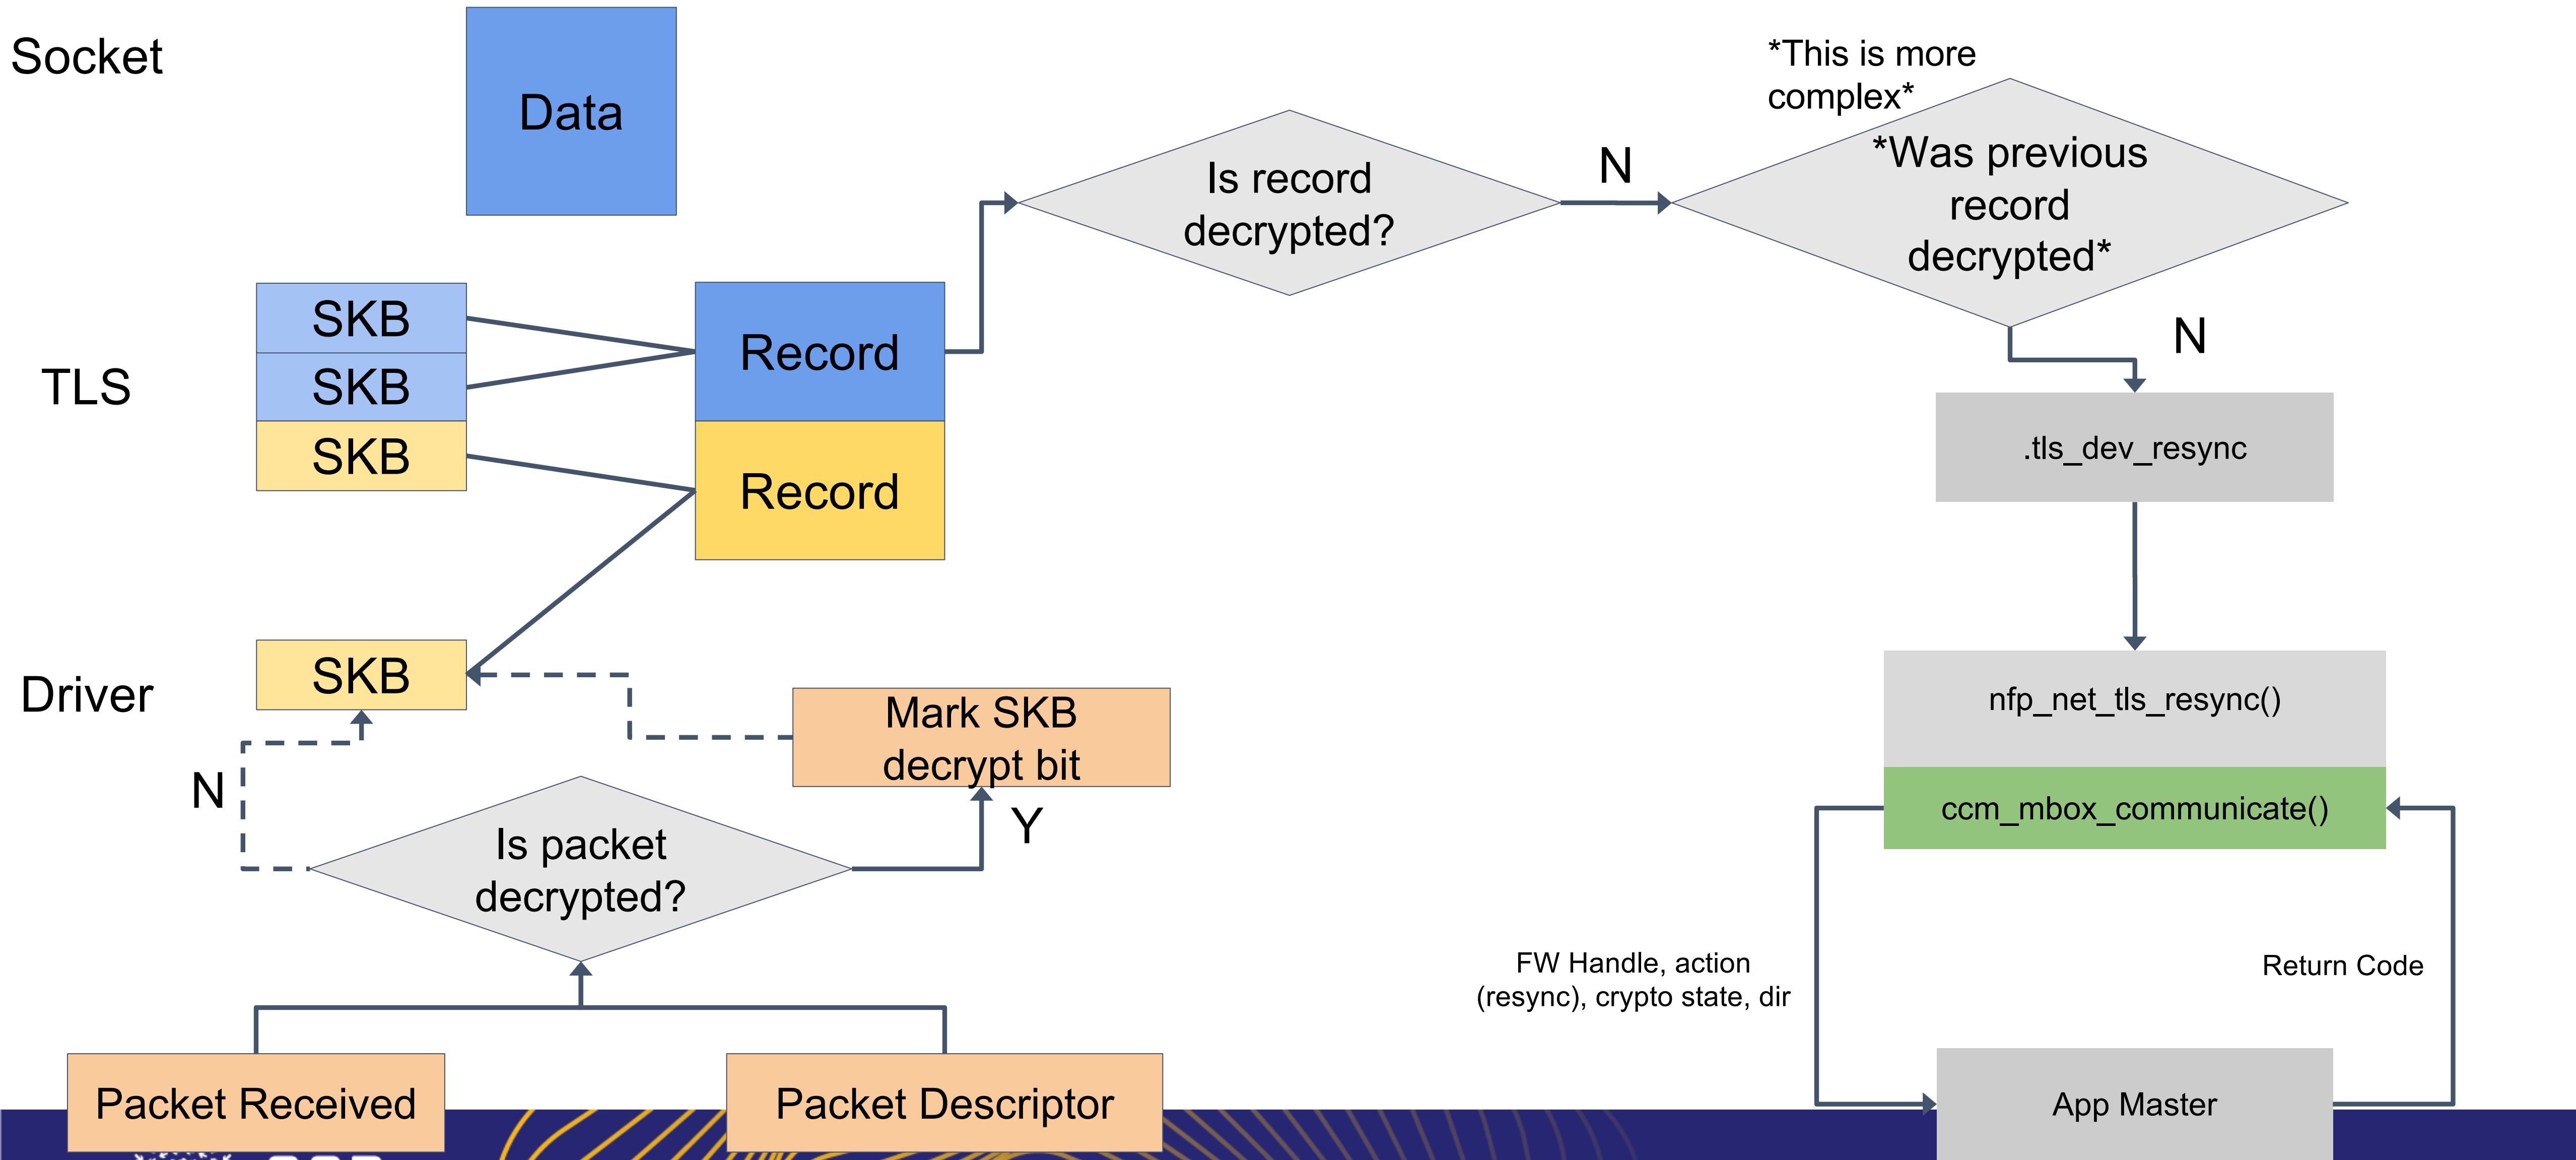 Socket
Data
*This is more
complex*
Is record
decrypted?
N
*Was previous
record
decrypted*
N
TLS
SKB
SKB
SKB
Record
Record
.tls_dev_resync
Driver
SKB
Mark SKB
decrypt bit
N
Y
Is packet
decrypted?
nfp_net_tls_resync()
ccm_mbox_communicate()
FW Handle, action
(resync), crypto state, dir
Return Code
Packet Received
Packet Descriptor
App Master